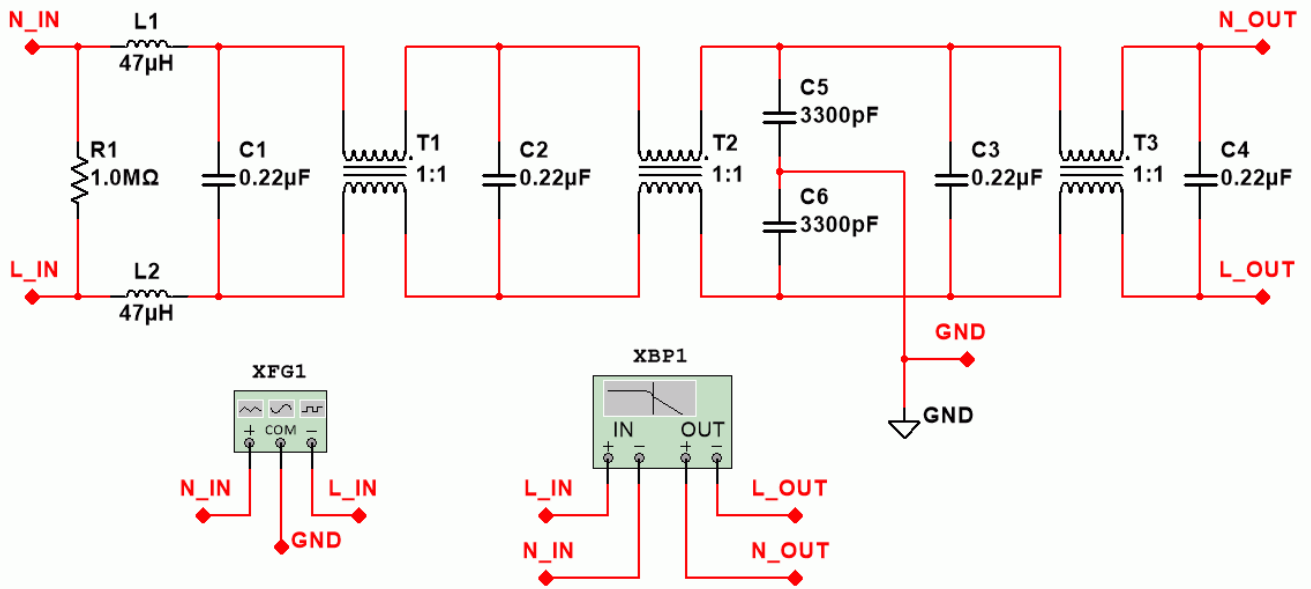 N_IN
L1
47μH
N_OUT
R1
1.0MΩ
C1
0.22μF
T1
1:1
C2
0.22μF
T2
1:1
C5
3300pF
C6
3300pF
C3
0.22μF
T3
1:1
C4
0.22μF
L_IN
L2
47μH
L_OUT
GND
GND
XFG1
+ COM −
N_IN
L_IN
GND
XBP1
IN OUT
+ − + −
L_IN
L_OUT
N_IN
N_OUT